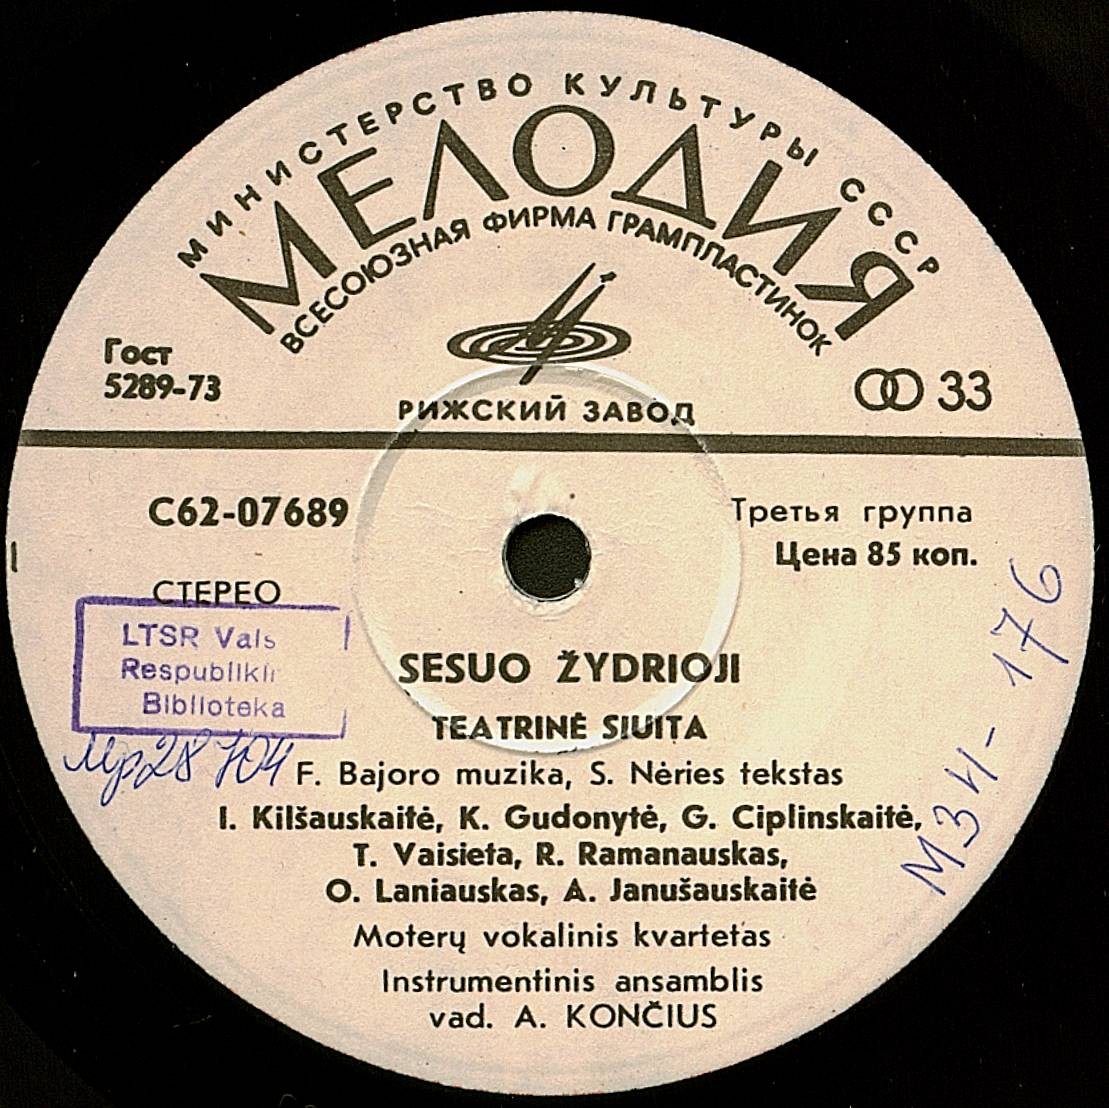 МИНИСТЕРСТВО КУЛЬТУРЫ СССР
МЕЛОДИЯ
ВСЕСОЮЗНАЯ ФИРМА ГРАМПЛАСТИНОК
Гост
5289-73
33
РИЖСКИЙ ЗАВОД
С62-07689
Третья группа
Цена 85 коп.
СТЕРЕО
LTSR Vals
Respublikin
Biblioteka
28704
МЗИ-176
SESUO ŽYDRIOJI
TEATRINĖ SIUITA
F. Bajoro muzika, S. Nėries tekstas
I. Kilšauskaitė, K. Gudonytė, G. Ciplinskaitė,
T. Vaisieta, R. Ramanauskas,
O. Laniauskas, A. Janušauskaitė
Moterų vokalinis kvartetas
Instrumentinis ansamblis
vad. A. KONČIUS